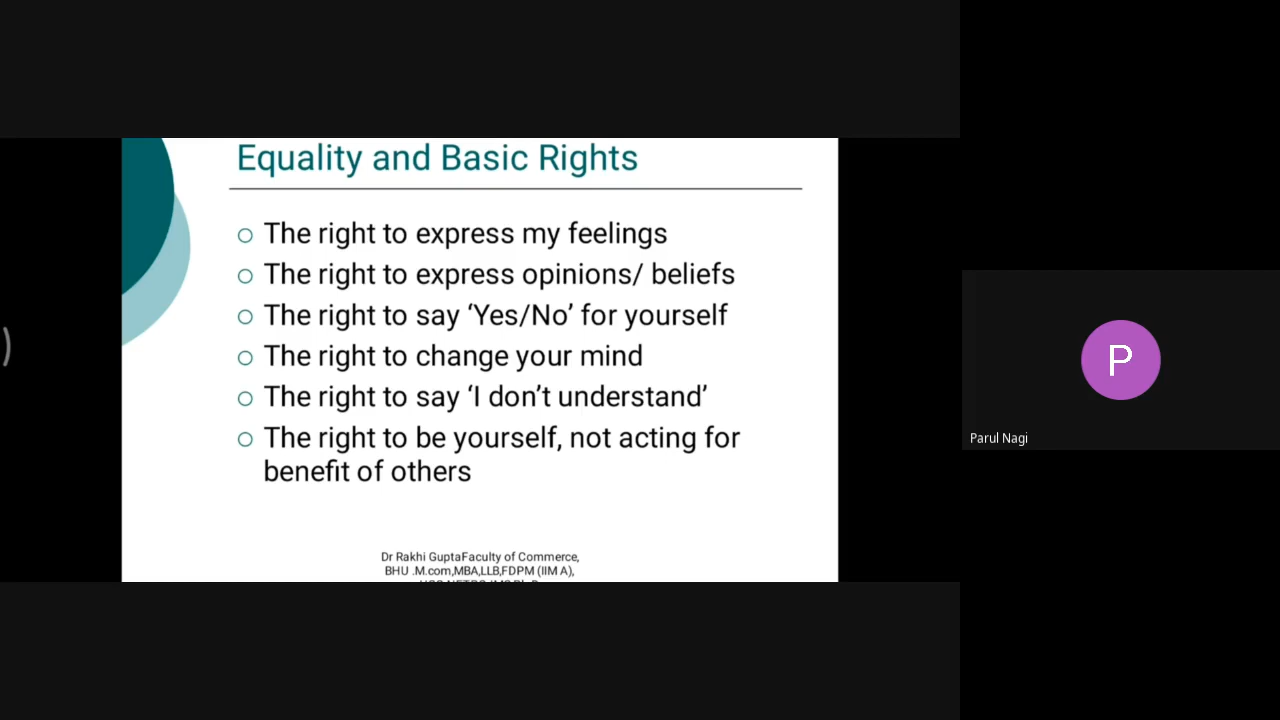 Equality and Basic Rights
The right to express my feelings
The right to express opinions/ beliefs
The right to say ‘Yes/No’ for yourself
The right to change your mind
The right to say ‘I don’t understand’
The right to be yourself, not acting for
benefit of others
Dr Rakhi GuptaFaculty of Commerce,
BHU .M.com,MBA,LLB,FDPM (IIM A),
P
Parul Nagi